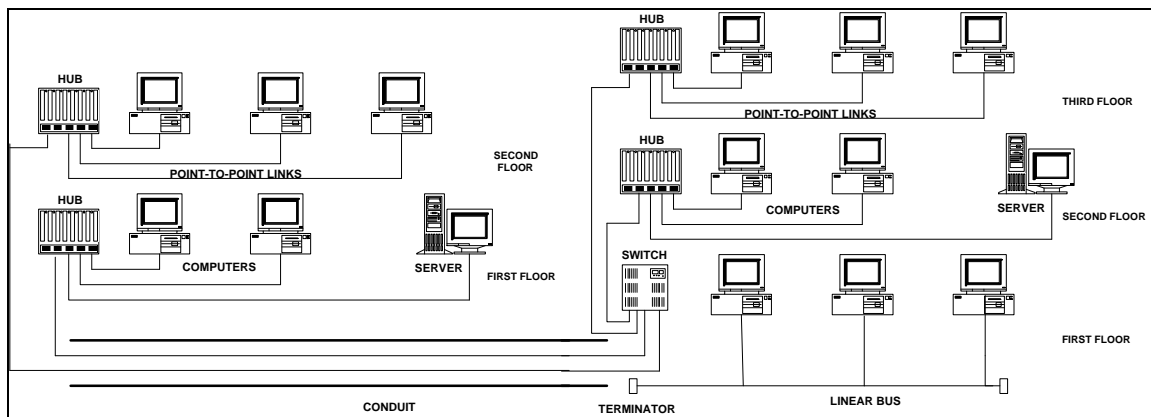 HUB
POINT-TO-POINT LINKS
SECOND
FLOOR
HUB
COMPUTERS
SERVER
FIRST FLOOR
HUB
POINT-TO-POINT LINKS
THIRD FLOOR
HUB
COMPUTERS
SERVER
SECOND FLOOR
SWITCH
FIRST FLOOR
CONDUIT
TERMINATOR
LINEAR BUS